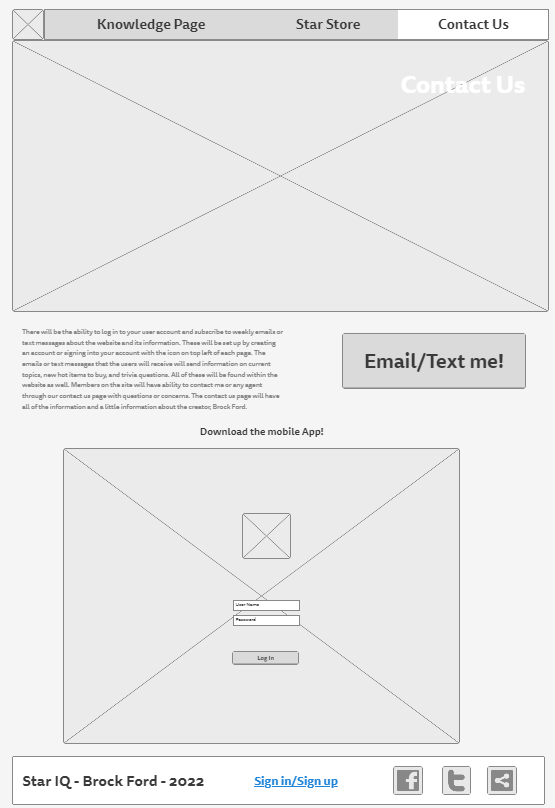 Knowledge Page Star Store Contact Us
Contact Us
There will be the ability to log in to your user account and subscribe to weekly emails or
text messages about the website and its information. These will be set up by creating
an account or signing into your account with the icon on top left of each page. The
emails or text messages that the users will receive will send information on current
topics, new hot items to buy, and trivia questions. All of these will be found within the
website as well. Members on the site will have ability to contact me or any agent
through our contact us page with questions or concerns. The contact us page will have
all of the information and a little information about the creator, Brock Ford.
Email/Text me!
Download the mobile App!
User Name
Password
Log In
Star IQ - Brock Ford - 2022 Sign in/Sign up